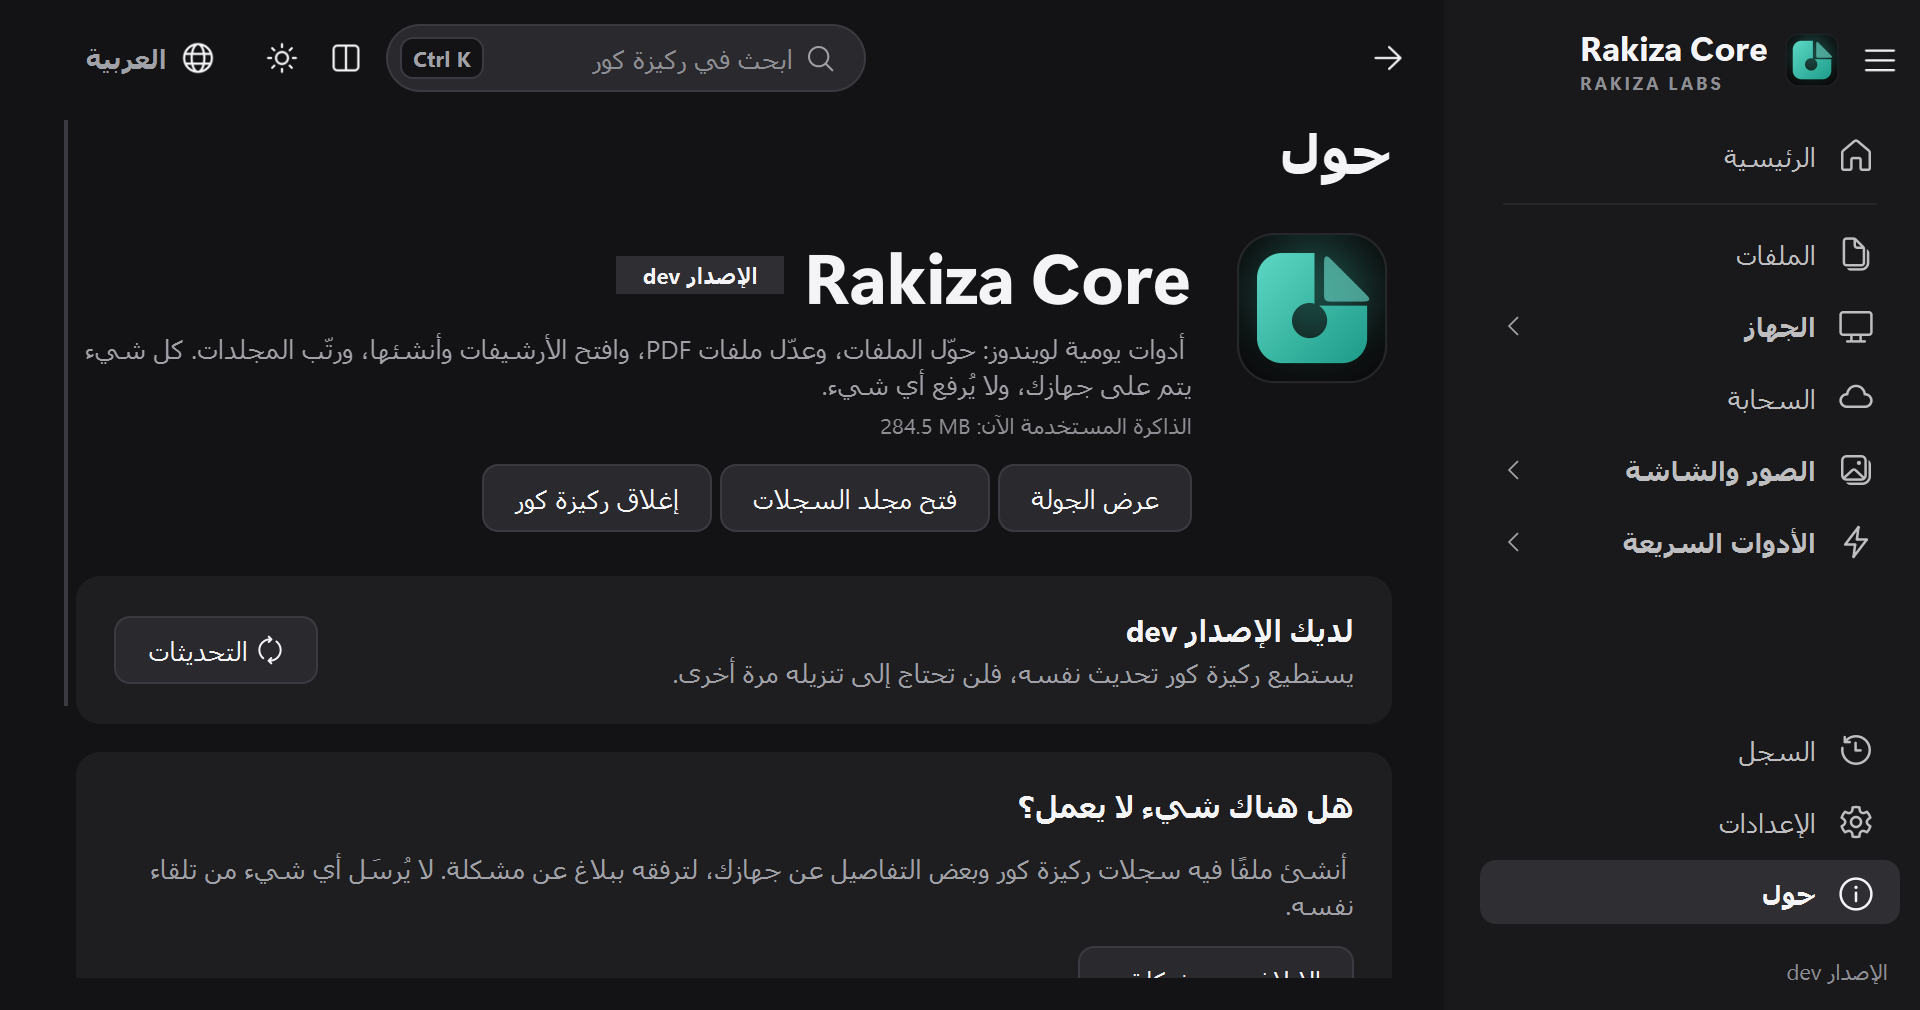 Rakiza Core
RAKIZA LABS
الرئيسية
الملفات
الجهاز
السحابة
الصور والشاشة
الأدوات السريعة
السجل
الإعدادات
حول
الإصدار dev
ابحث في ركيزة كور
Ctrl K
العربية
حول
Rakiza Core
الإصدار dev
أدوات يومية لويندوز: حوّل الملفات، وعدّل ملفات PDF، وافتح الأرشيفات وأنشئها، ورتّب المجلدات. كل شيء
يتم على جهازك، ولا يُرفع أي شيء.
الذاكرة المستخدمة الآن: 284.5 MB
عرض الجولة
فتح مجلد السجلات
إغلاق ركيزة كور
لديك الإصدار dev
يستطيع ركيزة كور تحديث نفسه، فلن تحتاج إلى تنزيله مرة أخرى.
التحديثات
هل هناك شيء لا يعمل؟
أنشئ ملفًا فيه سجلات ركيزة كور وبعض التفاصيل عن جهازك، لترفقه ببلاغ عن مشكلة. لا يُرسَل أي شيء من تلقاء
نفسه.